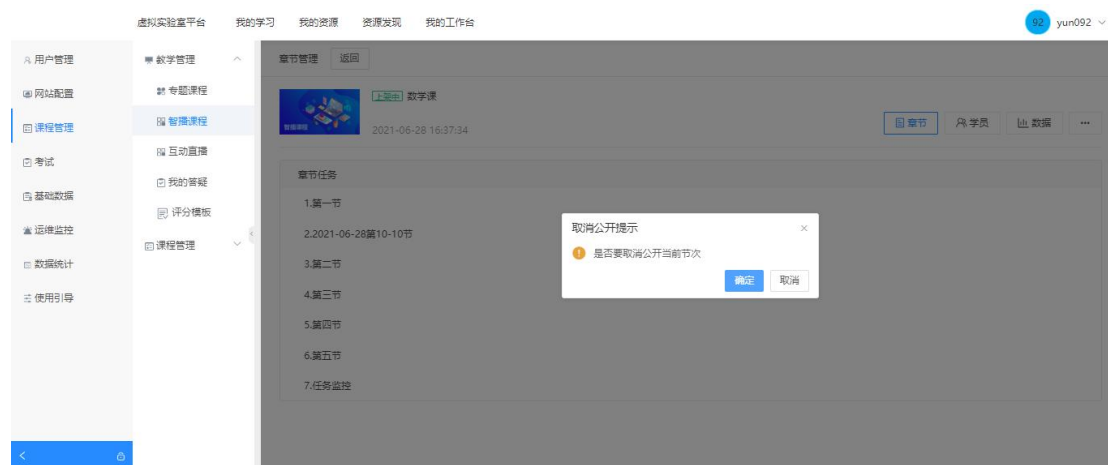 虚拟实验室平台 我的学习 我的资源 资源发现 我的工作台
92 yun092
用户管理
网站配置
课程管理
考试
基础数据
运维监控
数据统计
使用引导
教学管理
专题课程
智播课程
互动直播
我的答疑
评分模板
课程管理
章节管理 返回
智播课程
上架中 数学课
2021-06-28 16:37:34
章节 学员 数据 ...
章节任务
1.第一节
2.2021-06-28第10-10节
3.第二节
4.第三节
5.第四节
6.第五节
7.任务监控
取消公开提示
是否要取消公开当前节次
确定 取消